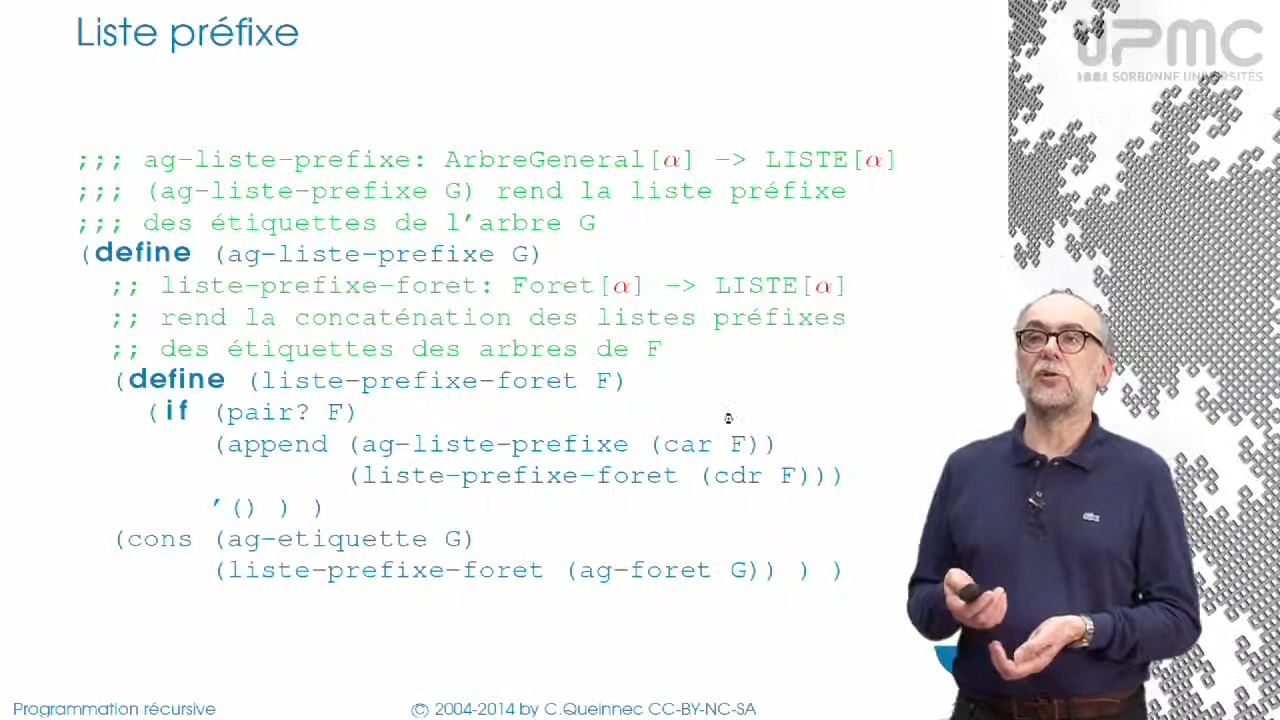 Liste préfixe
UPMC
SORBONNE UNIVERSITÉS
;;; ag-liste-prefixe: ArbreGeneral[α] -> LISTE[α]
;;; (ag-liste-prefixe G) rend la liste préfixe
;;; des étiquettes de l'arbre G
(define (ag-liste-prefixe G)
;; liste-prefixe-foret: Foret[α] -> LISTE[α]
;; rend la concaténation des listes préfixes
;; des étiquettes des arbres de F
(define (liste-prefixe-foret F)
(if (pair? F)
(append (ag-liste-prefixe (car F))
(liste-prefixe-foret (cdr F)))
'() ) )
(cons (ag-etiquette G)
(liste-prefixe-foret (ag-foret G)) ) )
Programmation récursive
© 2004-2014 by C.Queinnec CC-BY-NC-SA